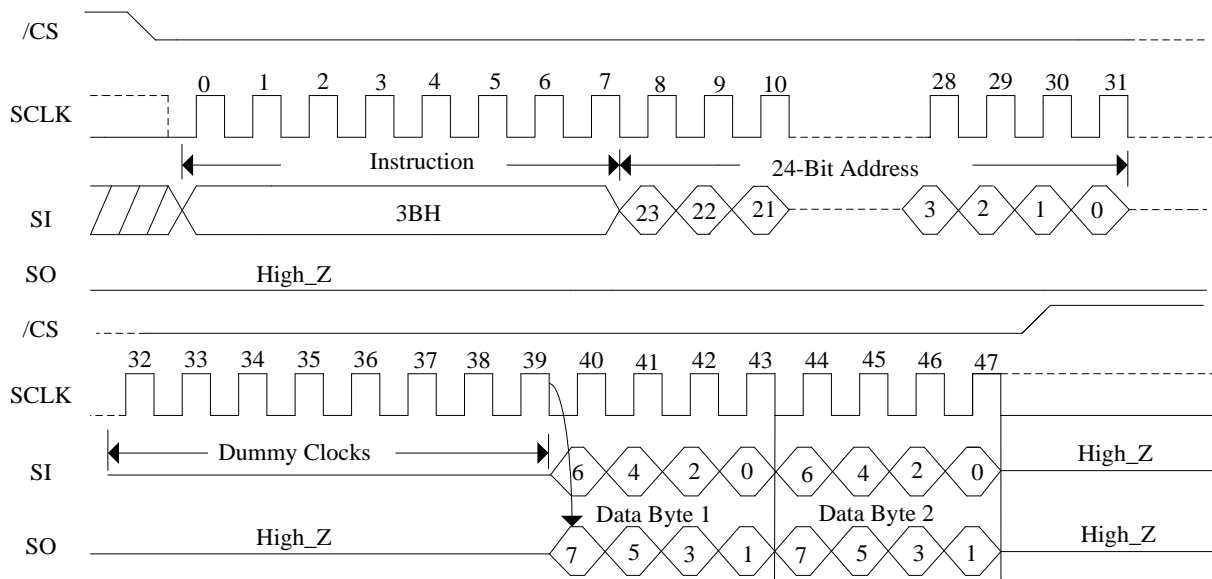 /CS
0 1 2 3 4 5 6 7 8 9 10 28 29 30 31
SCLK
Instruction 24-Bit Address
SI 3BH 23 22 21 3 2 1 0
SO High_Z
/CS
32 33 34 35 36 37 38 39 40 41 42 43 44 45 46 47
SCLK
Dummy Clocks
SI 6 4 2 0 6 4 2 0 High_Z
Data Byte 1 Data Byte 2
SO High_Z 7 5 3 1 7 5 3 1 High_Z